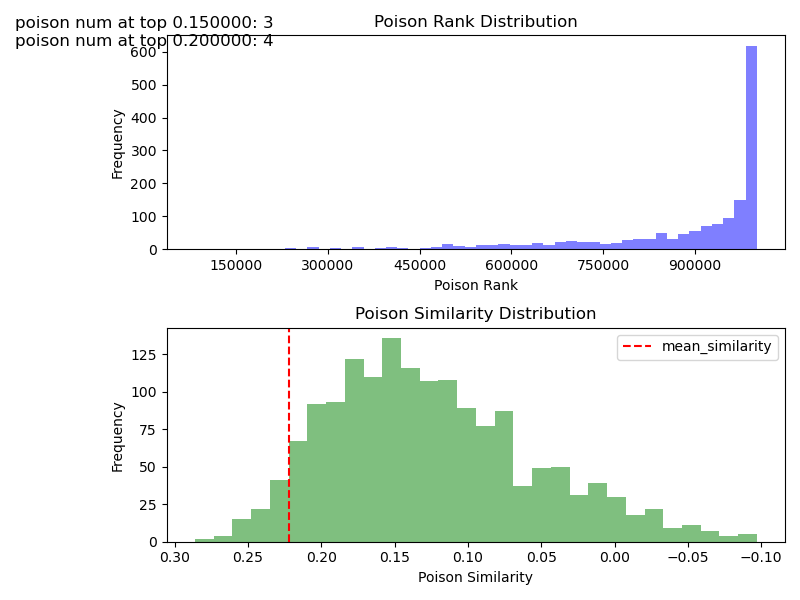 poison num at top 0.150000: 3
poison num at top 0.200000: 4
Poison Rank Distribution
600
500
400
300
200
100
0
Frequency
150000 300000 450000 600000 750000 900000
Poison Rank
Poison Similarity Distribution
mean_similarity
125
100
75
50
25
0
Frequency
0.30 0.25 0.20 0.15 0.10 0.05 0.00 −0.05 −0.10
Poison Similarity